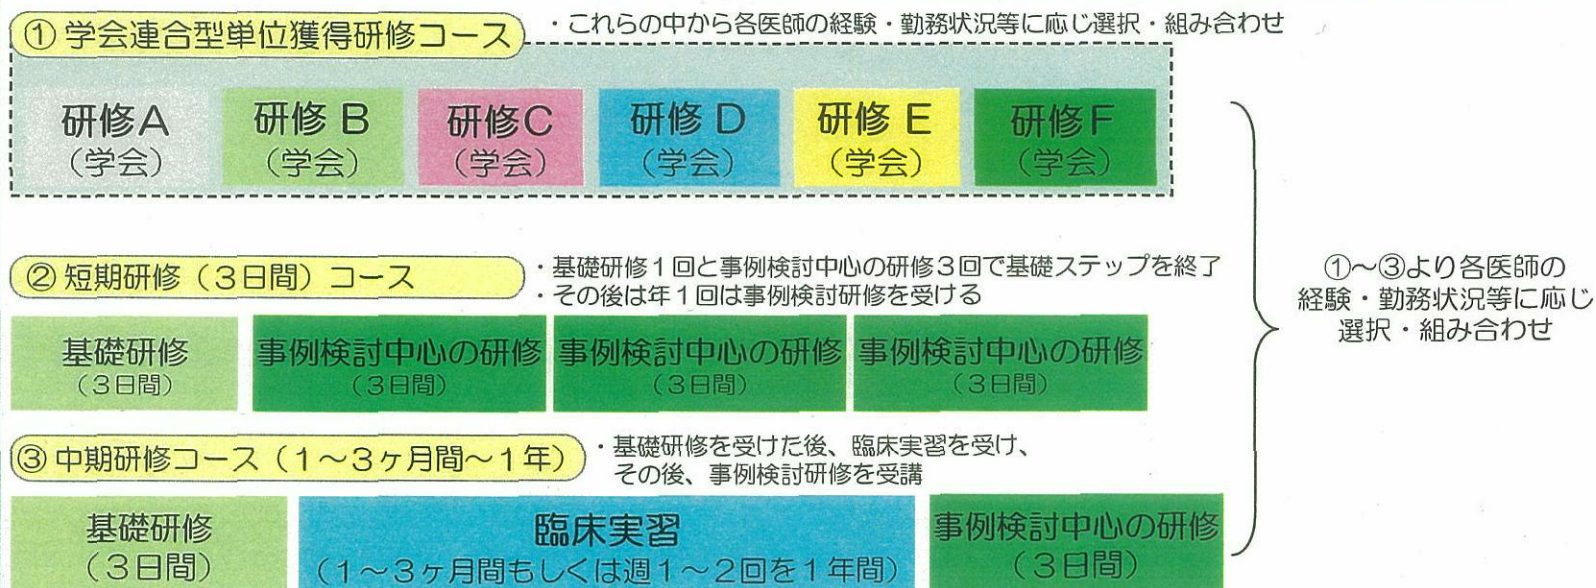 ① 学会連合型単位獲得研修コース
・これらの中から各医師の経験・勤務状況等に応じ選択・組み合わせ
研修A
(学会)
研修 B
(学会)
研修C
(学会)
研修 D
(学会)
研修 E
(学会)
研修F
(学会)
② 短期研修（3日間）コース
・基礎研修1回と事例検討中心の研修3回で基礎ステップを終了
・その後は年1回は事例検討研修を受ける
基礎研修
(3日間)
事例検討中心の研修
(3日間)
事例検討中心の研修
(3日間)
事例検討中心の研修
(3日間)
③ 中期研修コース（1～3ヶ月間～1年）
・基礎研修を受けた後、臨床実習を受け、
その後、事例検討研修を受講
基礎研修
(3日間)
臨床実習
(1～3ヶ月間もしくは週1～2回を1年間)
事例検討中心の研修
(3日間)
①～③より各医師の
経験・勤務状況等に応じ
選択・組み合わせ